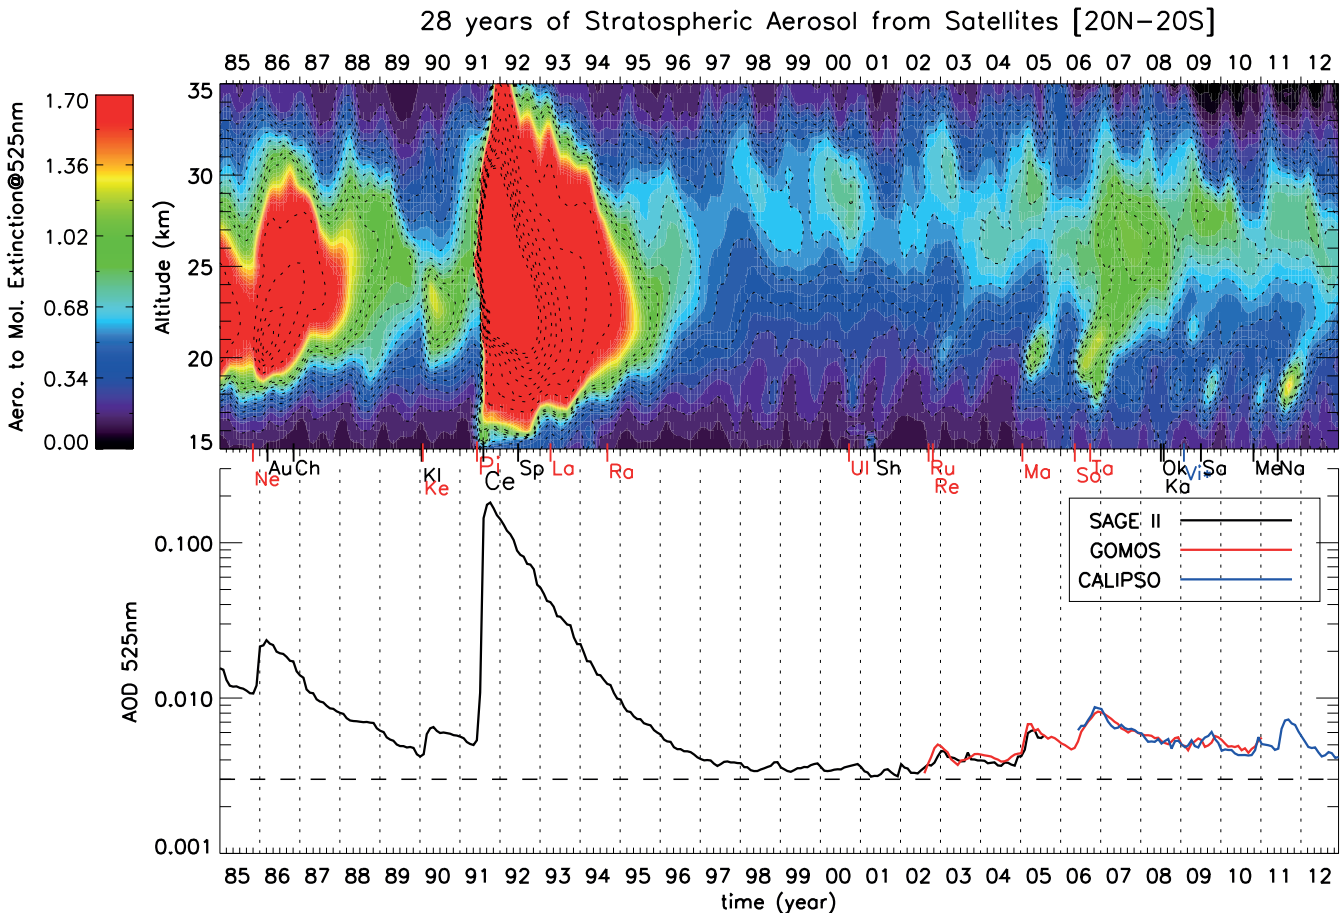 28 years of Stratospheric Aerosol from Satellites [20N−20S]
85 86 87 88 89 90 91 92 93 94 95 96 97 98 99 00 01 02 03 04 05 06 07 08 09 10 11 12
Aero. to Mol. Extinction@525nm
1.70
1.36
1.02
0.68
0.34
0.00
Altitude (km)
35
30
25
20
15
Ne Au Ch Kl Ke Pi Ce Sp La Ra Ul Sh Ru Re Ma So Ta Ok Ka Vi* Sa Me Na
SAGE II
GOMOS
CALIPSO
AOD 525nm
0.100
0.010
0.001
85 86 87 88 89 90 91 92 93 94 95 96 97 98 99 00 01 02 03 04 05 06 07 08 09 10 11 12
time (year)